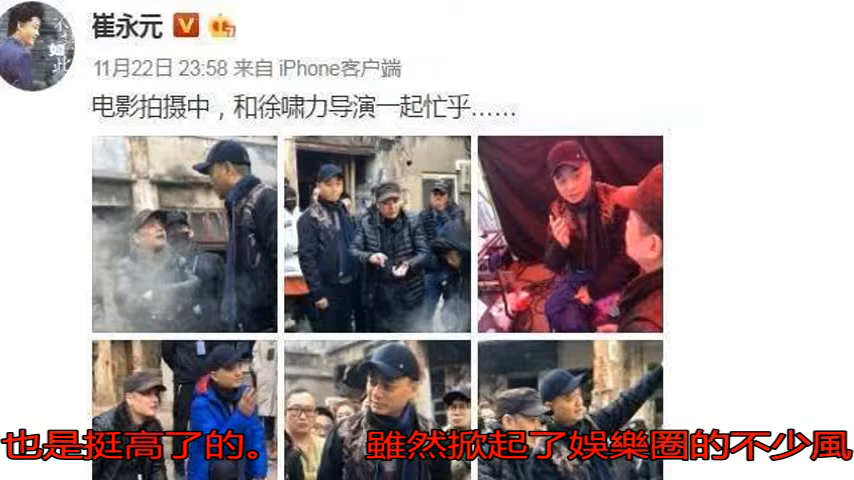 崔永元
11月22日 23:58 来自 iPhone客户端
电影拍摄中，和徐啸力导演一起忙乎……
也是挺高了的。 雖然掀起了娛樂圈的不少風